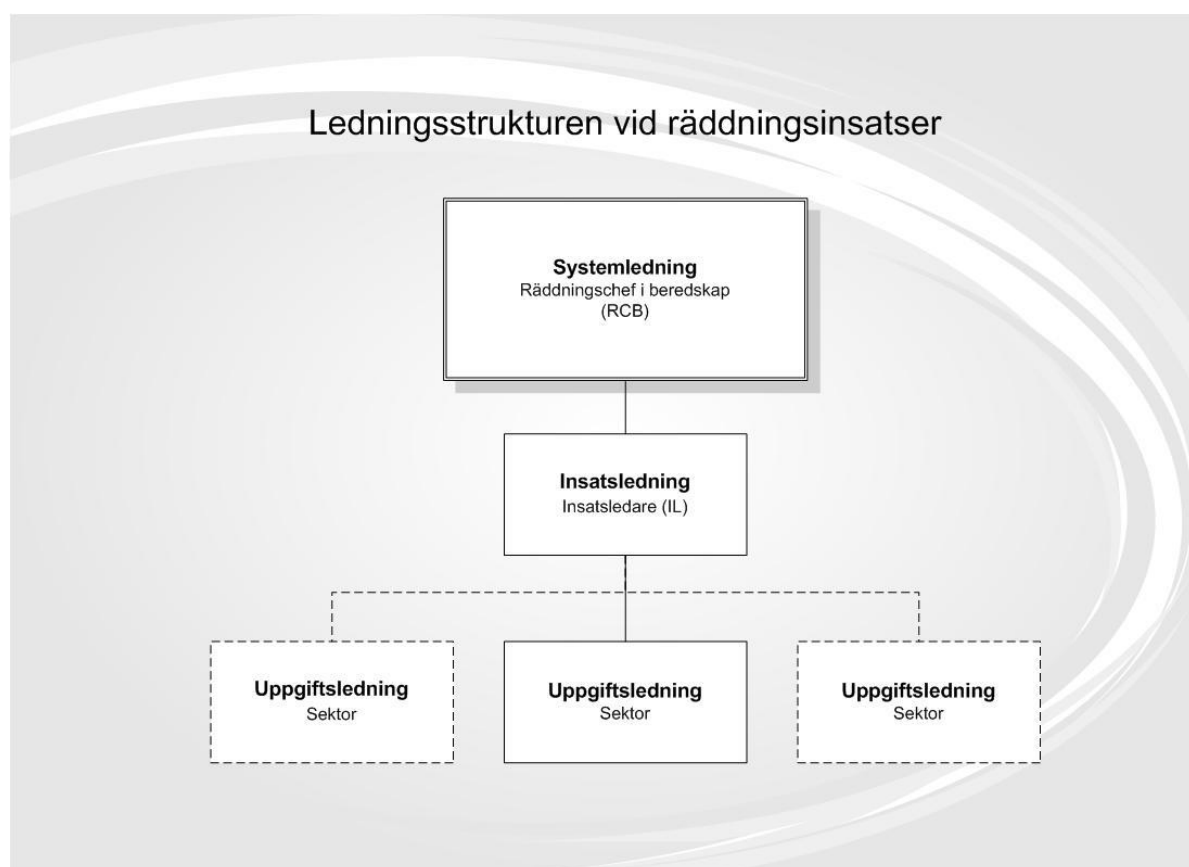 Ledningsstrukturen vid räddningsinsatser
Systemledning
Räddningschef i beredskap
(RCB)
Insatsledning
Insatsledare (IL)
Uppgiftsledning
Sektor
Uppgiftsledning
Sektor
Uppgiftsledning
Sektor